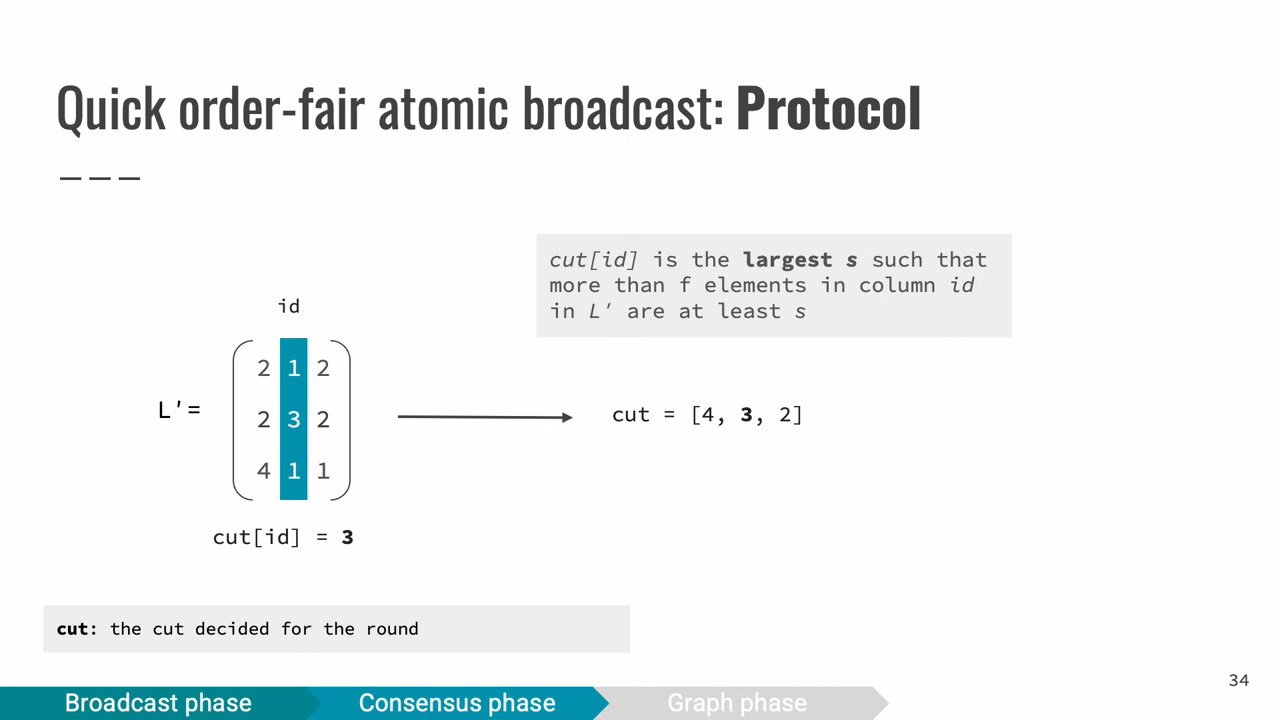 Quick order-fair atomic broadcast: Protocol
cut[id] is the largest s such that
more than f elements in column id
in L' are at least s
id
2 1 2
L'=
2 3 2
4 1 1
cut = [4, 3, 2]
cut[id] = 3
cut: the cut decided for the round
34
Broadcast phase
Consensus phase
Graph phase